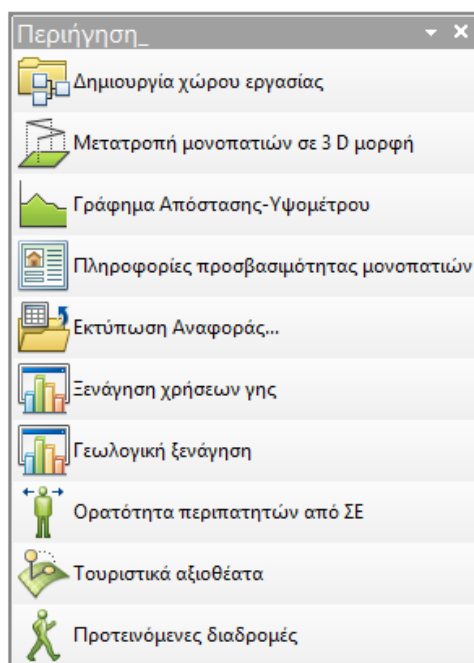 Περιήγηση_
Δημιουργία χώρου εργασίας
Μετατροπή μονοπατιών σε 3 D μορφή
Γράφημα Απόστασης-Υψομέτρου
Πληροφορίες προσβασιμότητας μονοπατιών
Εκτύπωση Αναφοράς...
Ξενάγηση χρήσεων γης
Γεωλογική ξενάγηση
Ορατότητα περιπατητών από ΣΕ
Τουριστικά αξιοθέατα
Προτεινόμενες διαδρομές